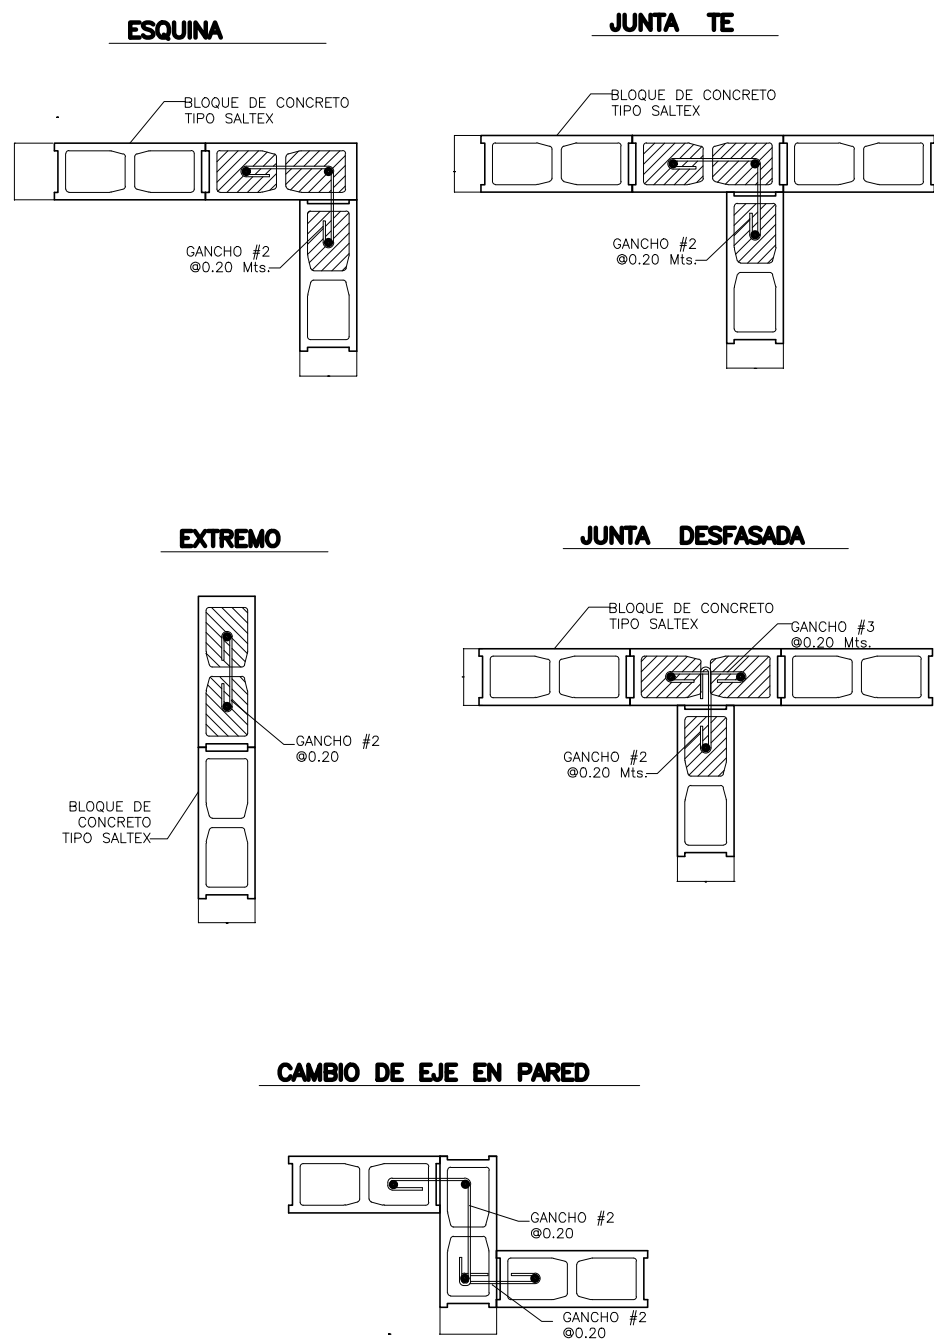 ESQUINA
BLOQUE DE CONCRETO
TIPO SALTEX
GANCHO #2
@0.20 Mts.
JUNTA TE
BLOQUE DE CONCRETO
TIPO SALTEX
GANCHO #2
@0.20 Mts.
EXTREMO
GANCHO #2
@0.20
BLOQUE DE
CONCRETO
TIPO SALTEX
JUNTA DESFASADA
BLOQUE DE CONCRETO
TIPO SALTEX
GANCHO #3
@0.20 Mts.
GANCHO #2
@0.20 Mts.
CAMBIO DE EJE EN PARED
GANCHO #2
@0.20
GANCHO #2
@0.20